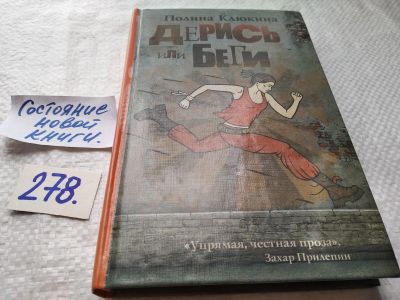 Полина Клюкина
Дерись
или
Беги
Состояние
новой
книги.
278.
«Упрямая, честная проза».
Захар Прилепин